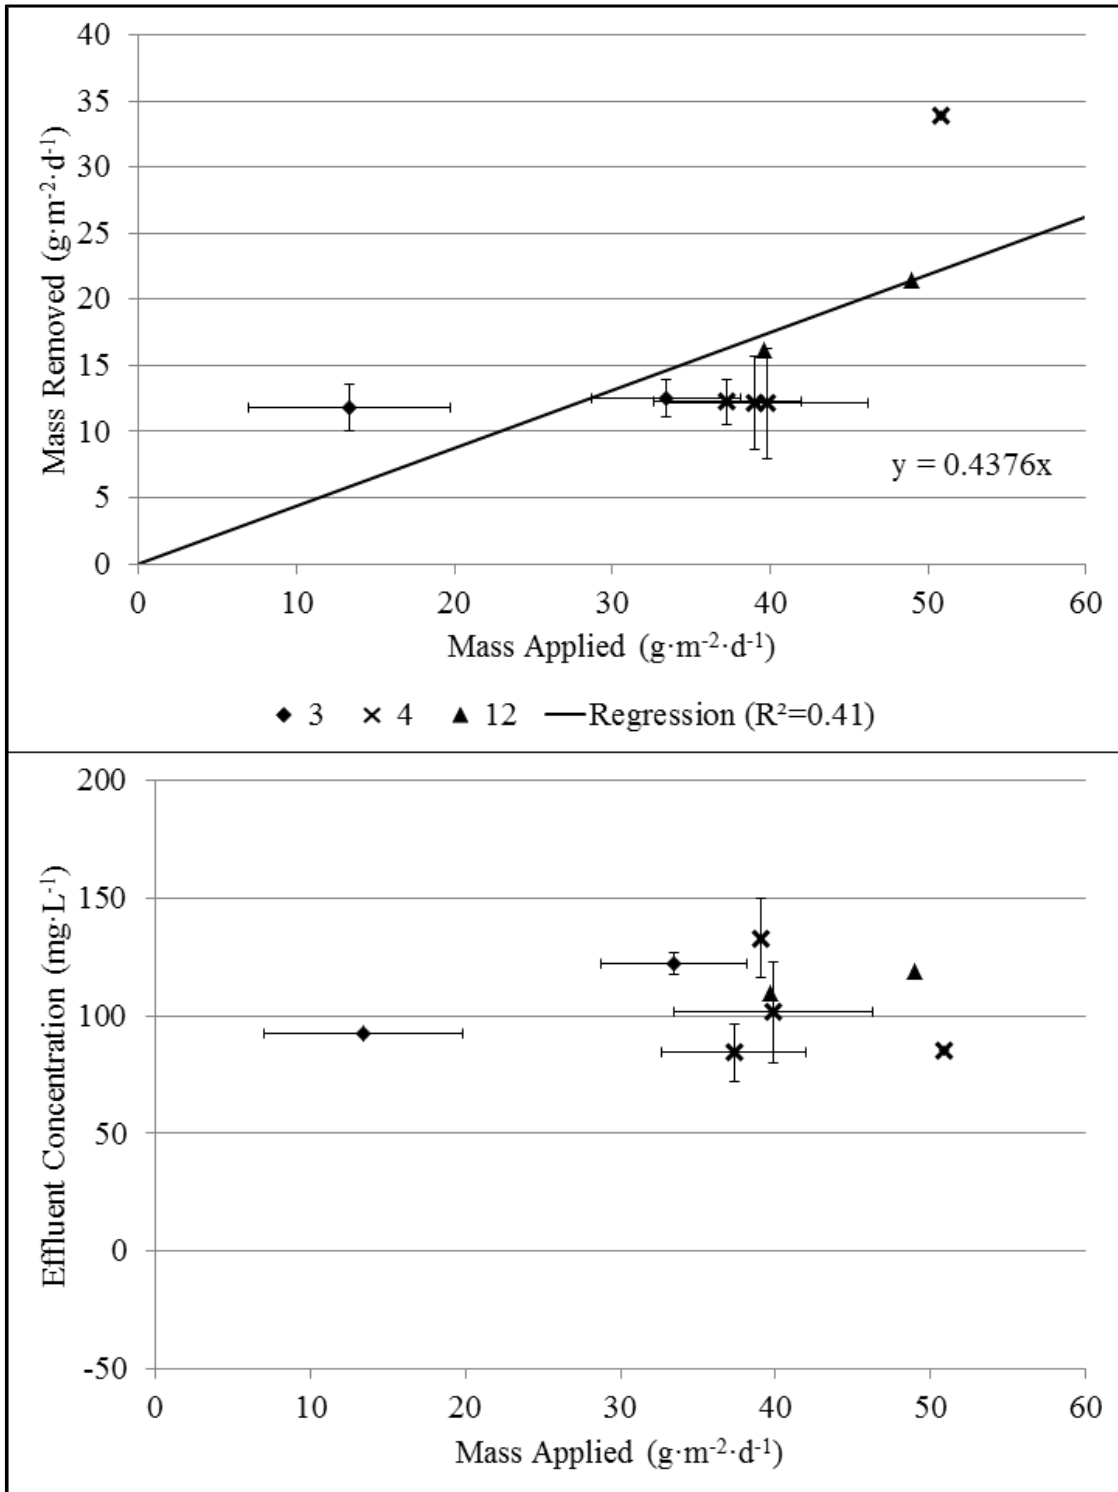 40
35
30
25
20
15
10
5
0
Mass Removed (g·m⁻²·d⁻¹)
y = 0.4376x
0 10 20 30 40 50 60
Mass Applied (g·m⁻²·d⁻¹)
3 4 12 Regression (R²=0.41)
200
150
100
50
0
-50
Effluent Concentration (mg·L⁻¹)
0 10 20 30 40 50 60
Mass Applied (g·m⁻²·d⁻¹)